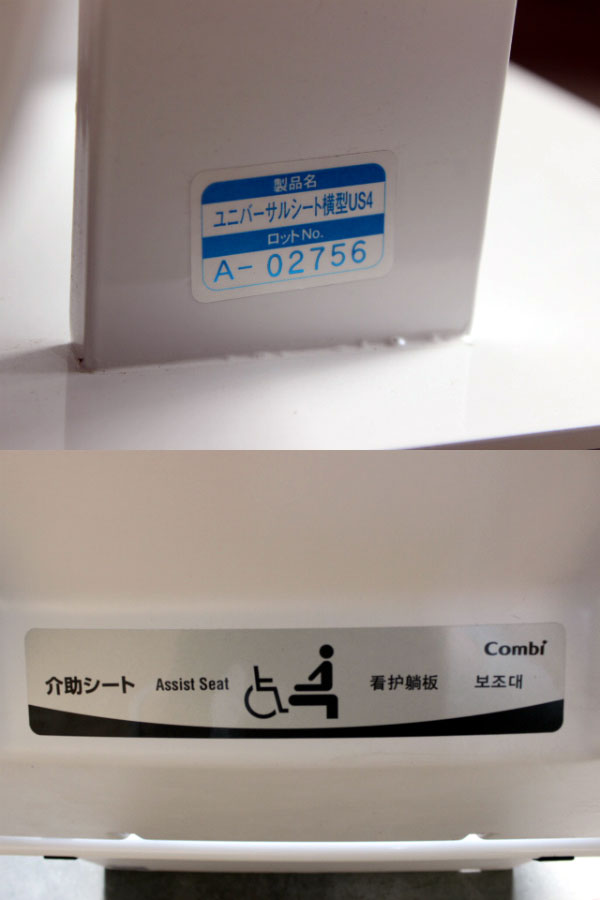 製品名
ユニバーサルシート横型US4
ロットNo.
A-02756
Combi
介助シート Assist Seat 看护躺板 보조대